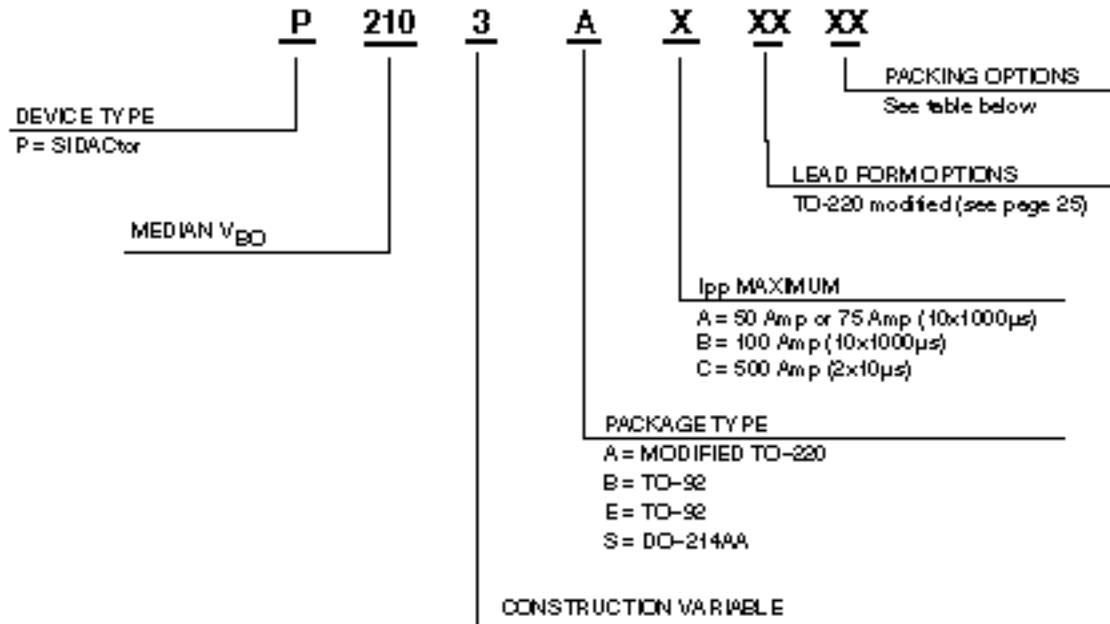 P 210 3 A X XX XX
PACKING OPTIONS
See table below
DEVICE TYPE
P = SIDACtor
LEAD FORM OPTIONS
TO-220 modified (see page 25)
MEDIAN VBO
Ipp MAXIMUM
A = 50 Amp or 75 Amp (10x1000µs)
B = 100 Amp (10x1000µs)
C = 500 Amp (2x10µs)
PACKAGE TYPE
A = MODIFIED TO-220
B = TO-92
E = TO-92
S = DO-214AA
CONSTRUCTION VARIABLE